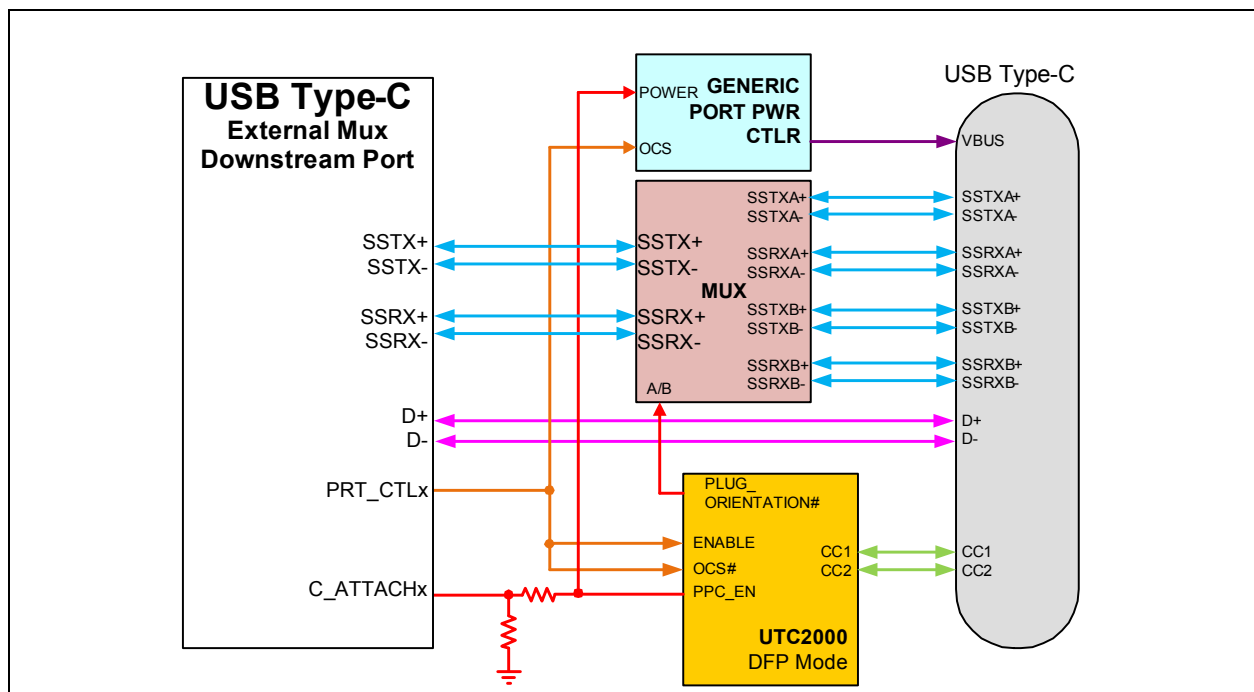 USB Type-C
External Mux
Downstream Port
SSTX+
SSTX-
SSRX+
SSRX-
D+
D-
PRT_CTLx
C_ATTACHx
POWER
GENERIC
PORT PWR
CTLR
OCS
SSTX+
SSTX-
SSRX+
SSRX-
MUX
A/B
SSTXA+
SSTXA-
SSRXA+
SSRXA-
SSTXB+
SSTXB-
SSRXB+
SSRXB-
PLUG_
ORIENTATION#
ENABLE
OCS#
PPC_EN
CC1
CC2
UTC2000
DFP Mode
USB Type-C
VBUS
SSTXA+
SSTXA-
SSRXA+
SSRXA-
SSTXB+
SSTXB-
SSRXB+
SSRXB-
D+
D-
CC1
CC2